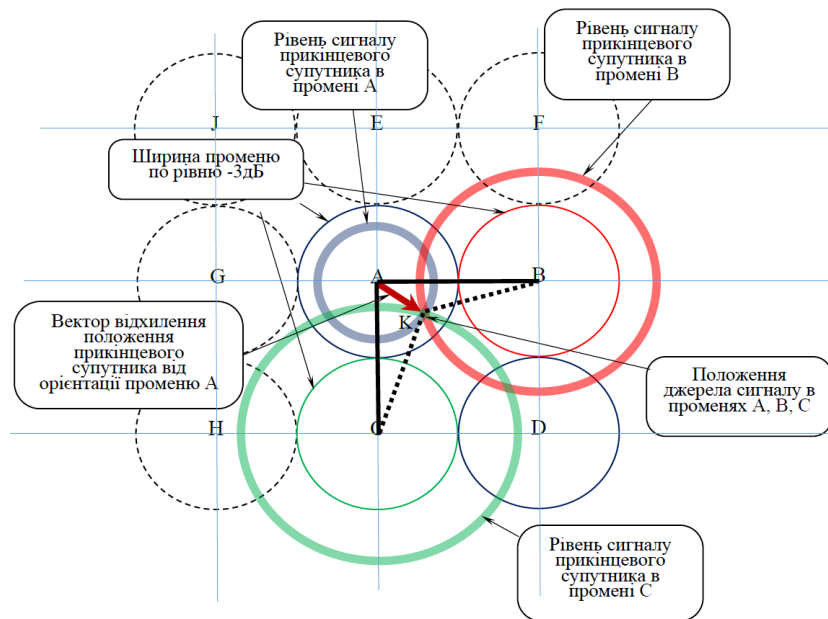 Рівень сигналу
прикінцевого
супутника в
промені А
Рівень сигналу
прикінцевого
супутника в
промені В
J
E
F
Ширина променю
по рівню -3дБ
G
A
B
K
Вектор відхилення
положення
прикінцевого
супутника від
орієнтації променю А
Положення
джерела сигналу в
променях А, В, С
H
C
D
Рівень сигналу
прикінцевого
супутника в
промені С